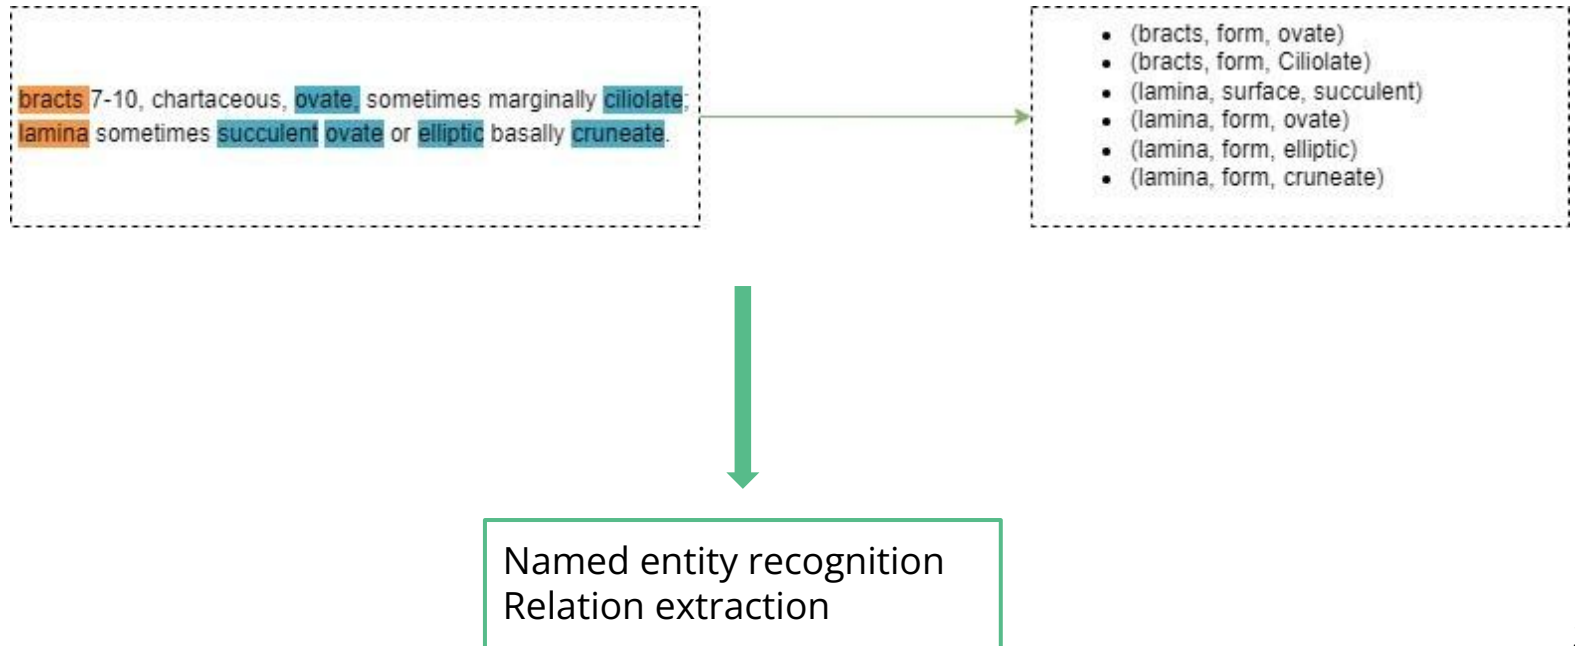 bracts 7-10, chartaceous, ovate, sometimes marginally ciliolate;
lamina sometimes succulent ovate or elliptic basally cruneate.
• (bracts, form, ovate)
• (bracts, form, Ciliolate)
• (lamina, surface, succulent)
• (lamina, form, ovate)
• (lamina, form, elliptic)
• (lamina, form, cruneate)
Named entity recognition
Relation extraction